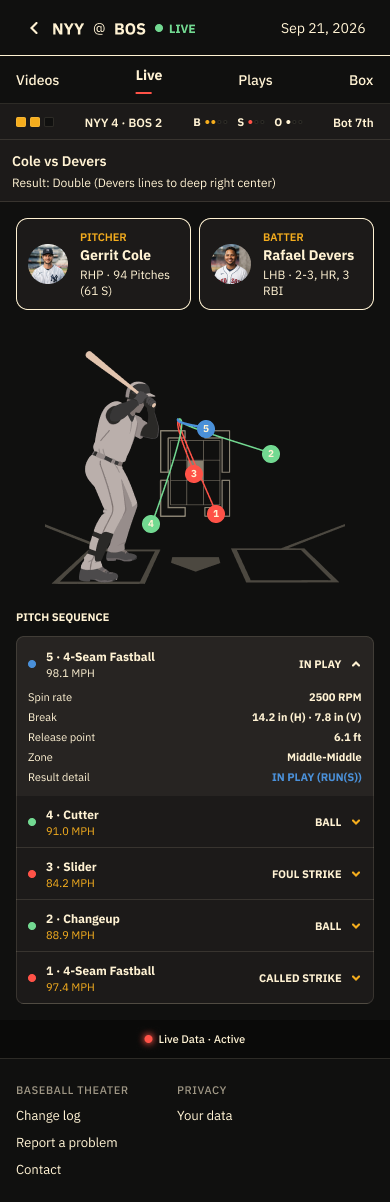 NYY @ BOS LIVE Sep 21, 2026
Videos Live Plays Box
NYY 4 · BOS 2 B S O Bot 7th
Cole vs Devers
Result: Double (Devers lines to deep right center)
PITCHER
Gerrit Cole
RHP · 94 Pitches
(61 S)
BATTER
Rafael Devers
LHB · 2-3, HR, 3
RBI
5
2
3
1
4
PITCH SEQUENCE
5 · 4-Seam Fastball IN PLAY
98.1 MPH
Spin rate 2500 RPM
Break 14.2 in (H) · 7.8 in (V)
Release point 6.1 ft
Zone Middle-Middle
Result detail IN PLAY (RUN(S))
4 · Cutter BALL
91.0 MPH
3 · Slider FOUL STRIKE
84.2 MPH
2 · Changeup BALL
88.9 MPH
1 · 4-Seam Fastball CALLED STRIKE
97.4 MPH
Live Data · Active
BASEBALL THEATER PRIVACY
Change log Your data
Report a problem
Contact